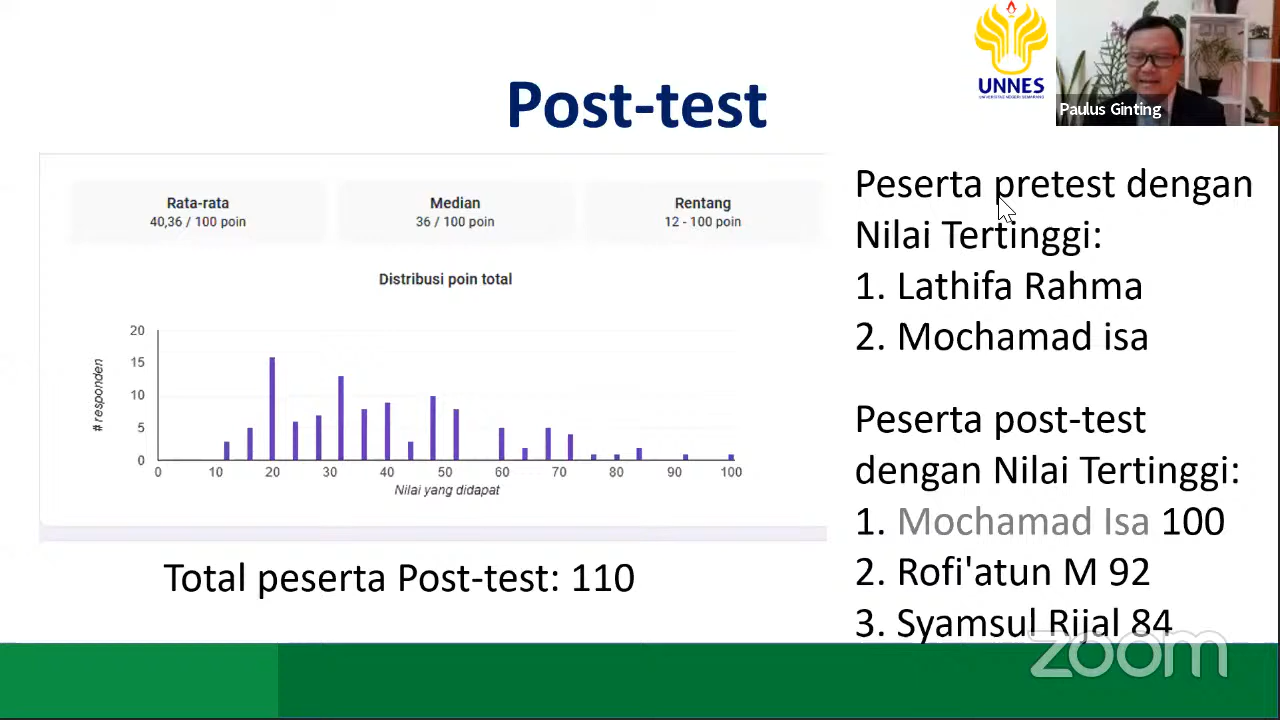 UNNES
UNIVERSITAS NEGERI SEMARANG
Paulus Ginting
Post-test
Rata-rata
40,36 / 100 poin
Median
36 / 100 poin
Rentang
12 - 100 poin
Distribusi poin total
# responden
20
15
10
5
0
0 10 20 30 40 50 60 70 80 90 100
Nilai yang didapat
Total peserta Post-test: 110
Peserta pretest dengan
Nilai Tertinggi:
1. Lathifa Rahma
2. Mochamad isa
Peserta post-test
dengan Nilai Tertinggi:
1. Mochamad Isa 100
2. Rofi'atun M 92
3. Syamsul Rijal 84
zoom